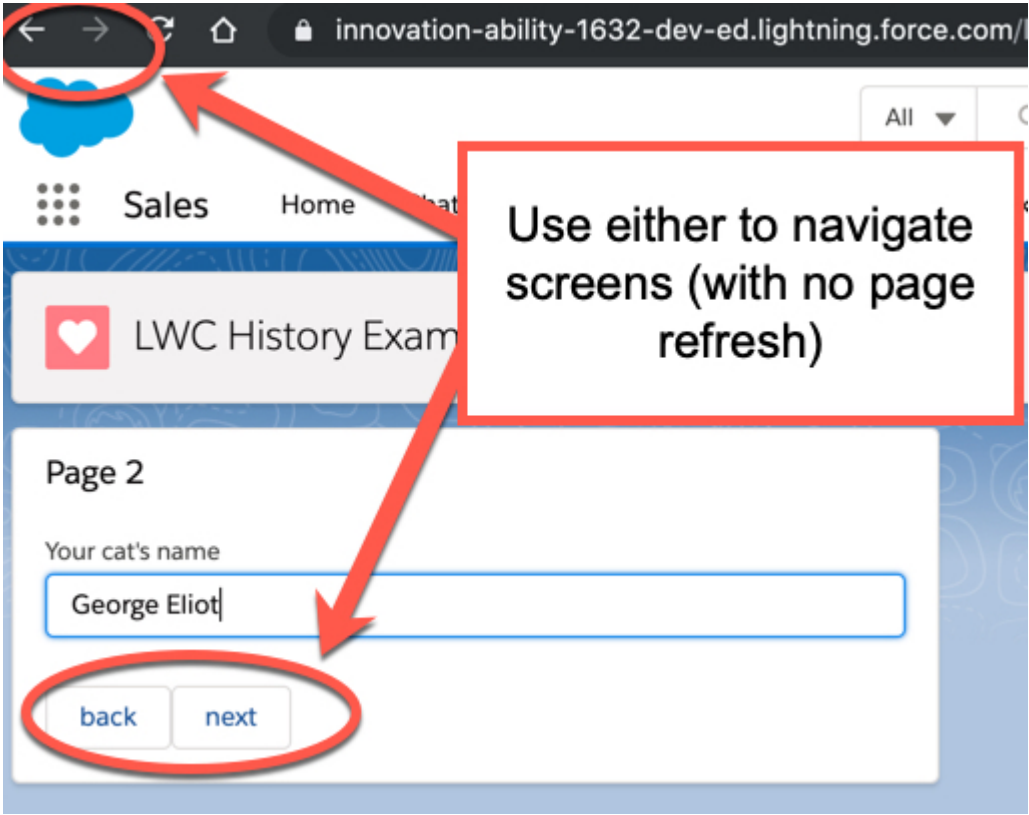 innovation-ability-1632-dev-ed.lightning.force.com/
All
Sales Home
Use either to navigate
screens (with no page
refresh)
LWC History Exam
Page 2
Your cat's name
George Eliot
back next